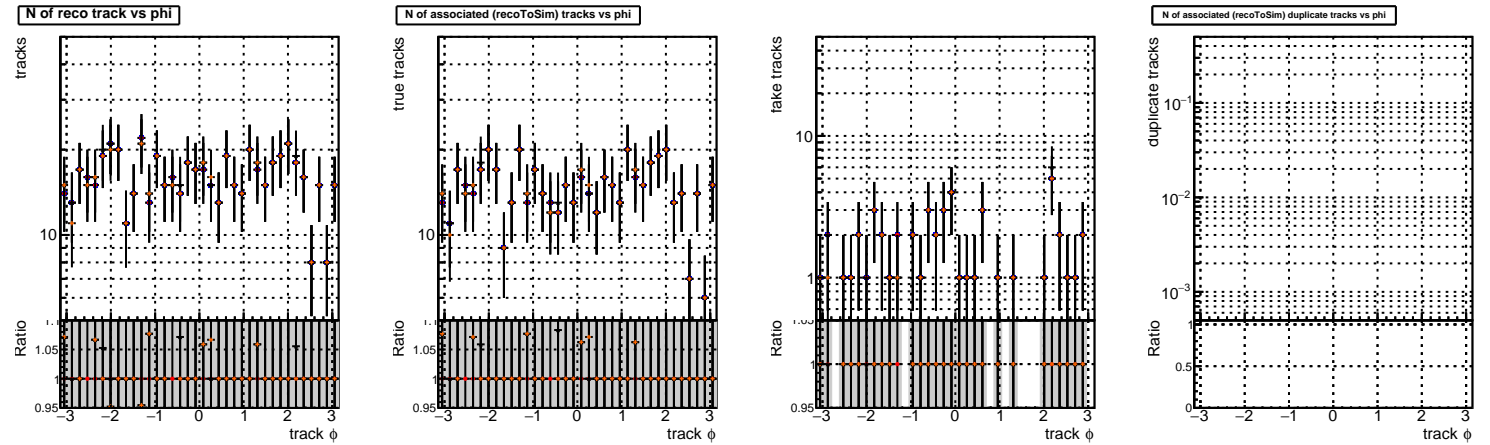 N of reco track vs phi
tracks
10
Ratio
1.05
1
0.95
−3 −2 −1 0 1 2 3
track ϕ
N of associated (recoToSim) tracks vs phi
true tracks
10
Ratio
1.05
1
0.95
−3 −2 −1 0 1 2 3
track ϕ
fake tracks
10
1
Ratio
1
0.95
−3 −2 −1 0 1 2 3
track ϕ
N of associated (recoToSim) duplicate tracks vs phi
duplicate tracks
10−1
10−2
10−3
Ratio
1
0.5
0
−3 −2 −1 0 1 2 3
track ϕ